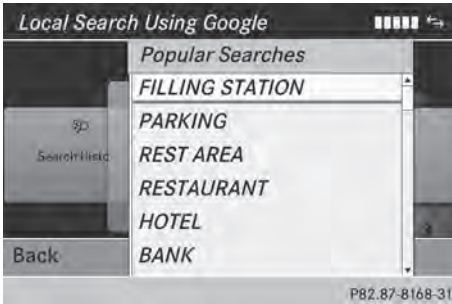 Local Search Using Google
Popular Searches
FILLING STATION
PARKING
REST AREA
RESTAURANT
HOTEL
BANK
Back
P82.87-8168-31